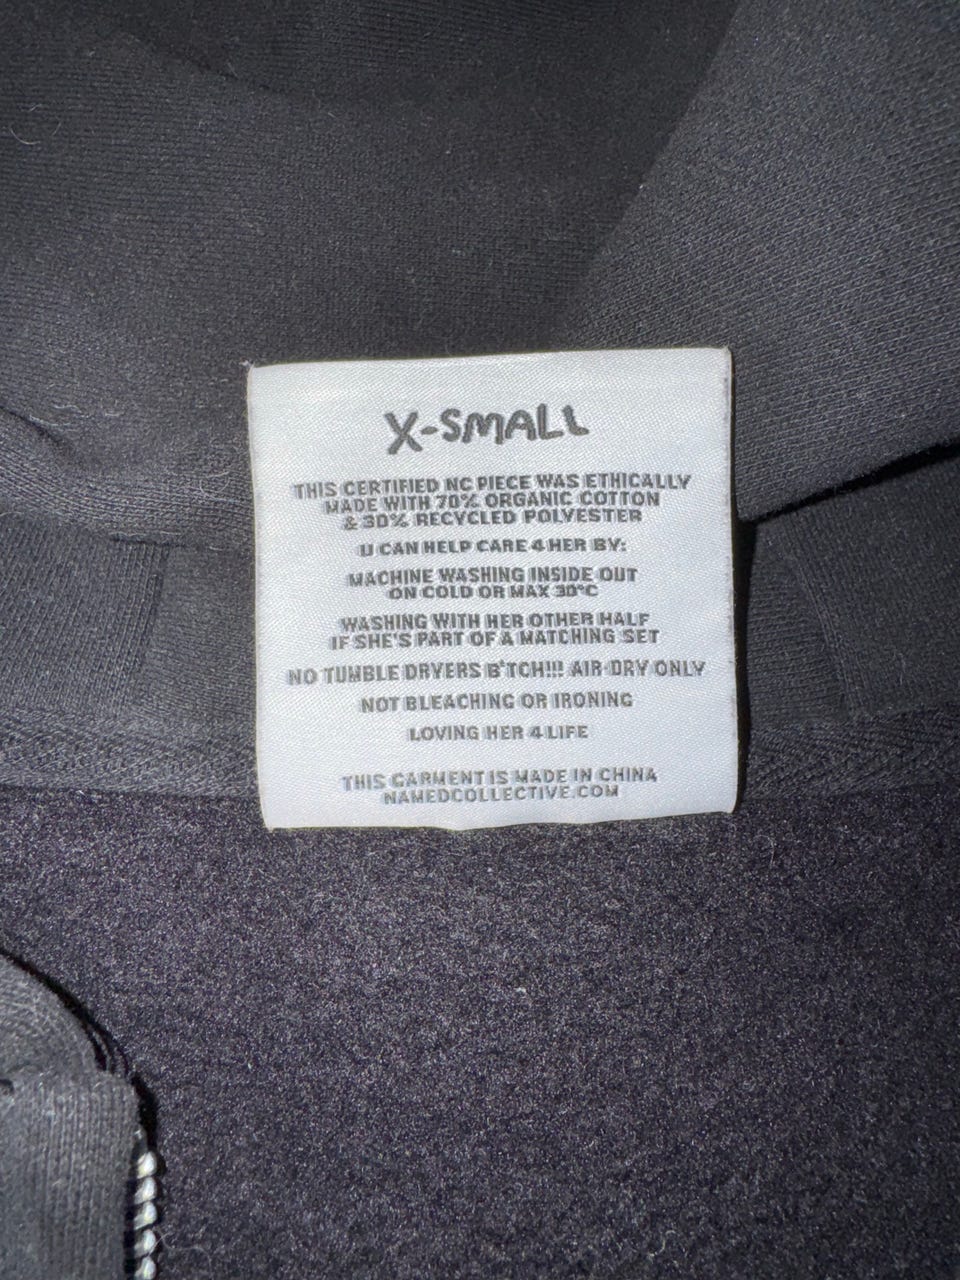 X-SMALL
THIS CERTIFIED NC PIECE WAS ETHICALLY
MADE WITH 70% ORGANIC COTTON
& 30% RECYCLED POLYESTER
U CAN HELP CARE 4 HER BY:
MACHINE WASHING INSIDE OUT
ON COLD OR MAX 30°C
WASHING WITH HER OTHER HALF
IF SHE'S PART OF A MATCHING SET
NO TUMBLE DRYERS B*TCH!!! AIR DRY ONLY
NOT BLEACHING OR IRONING
LOVING HER 4 LIFE
THIS GARMENT IS MADE IN CHINA
NAMEDCOLLECTIVE.COM